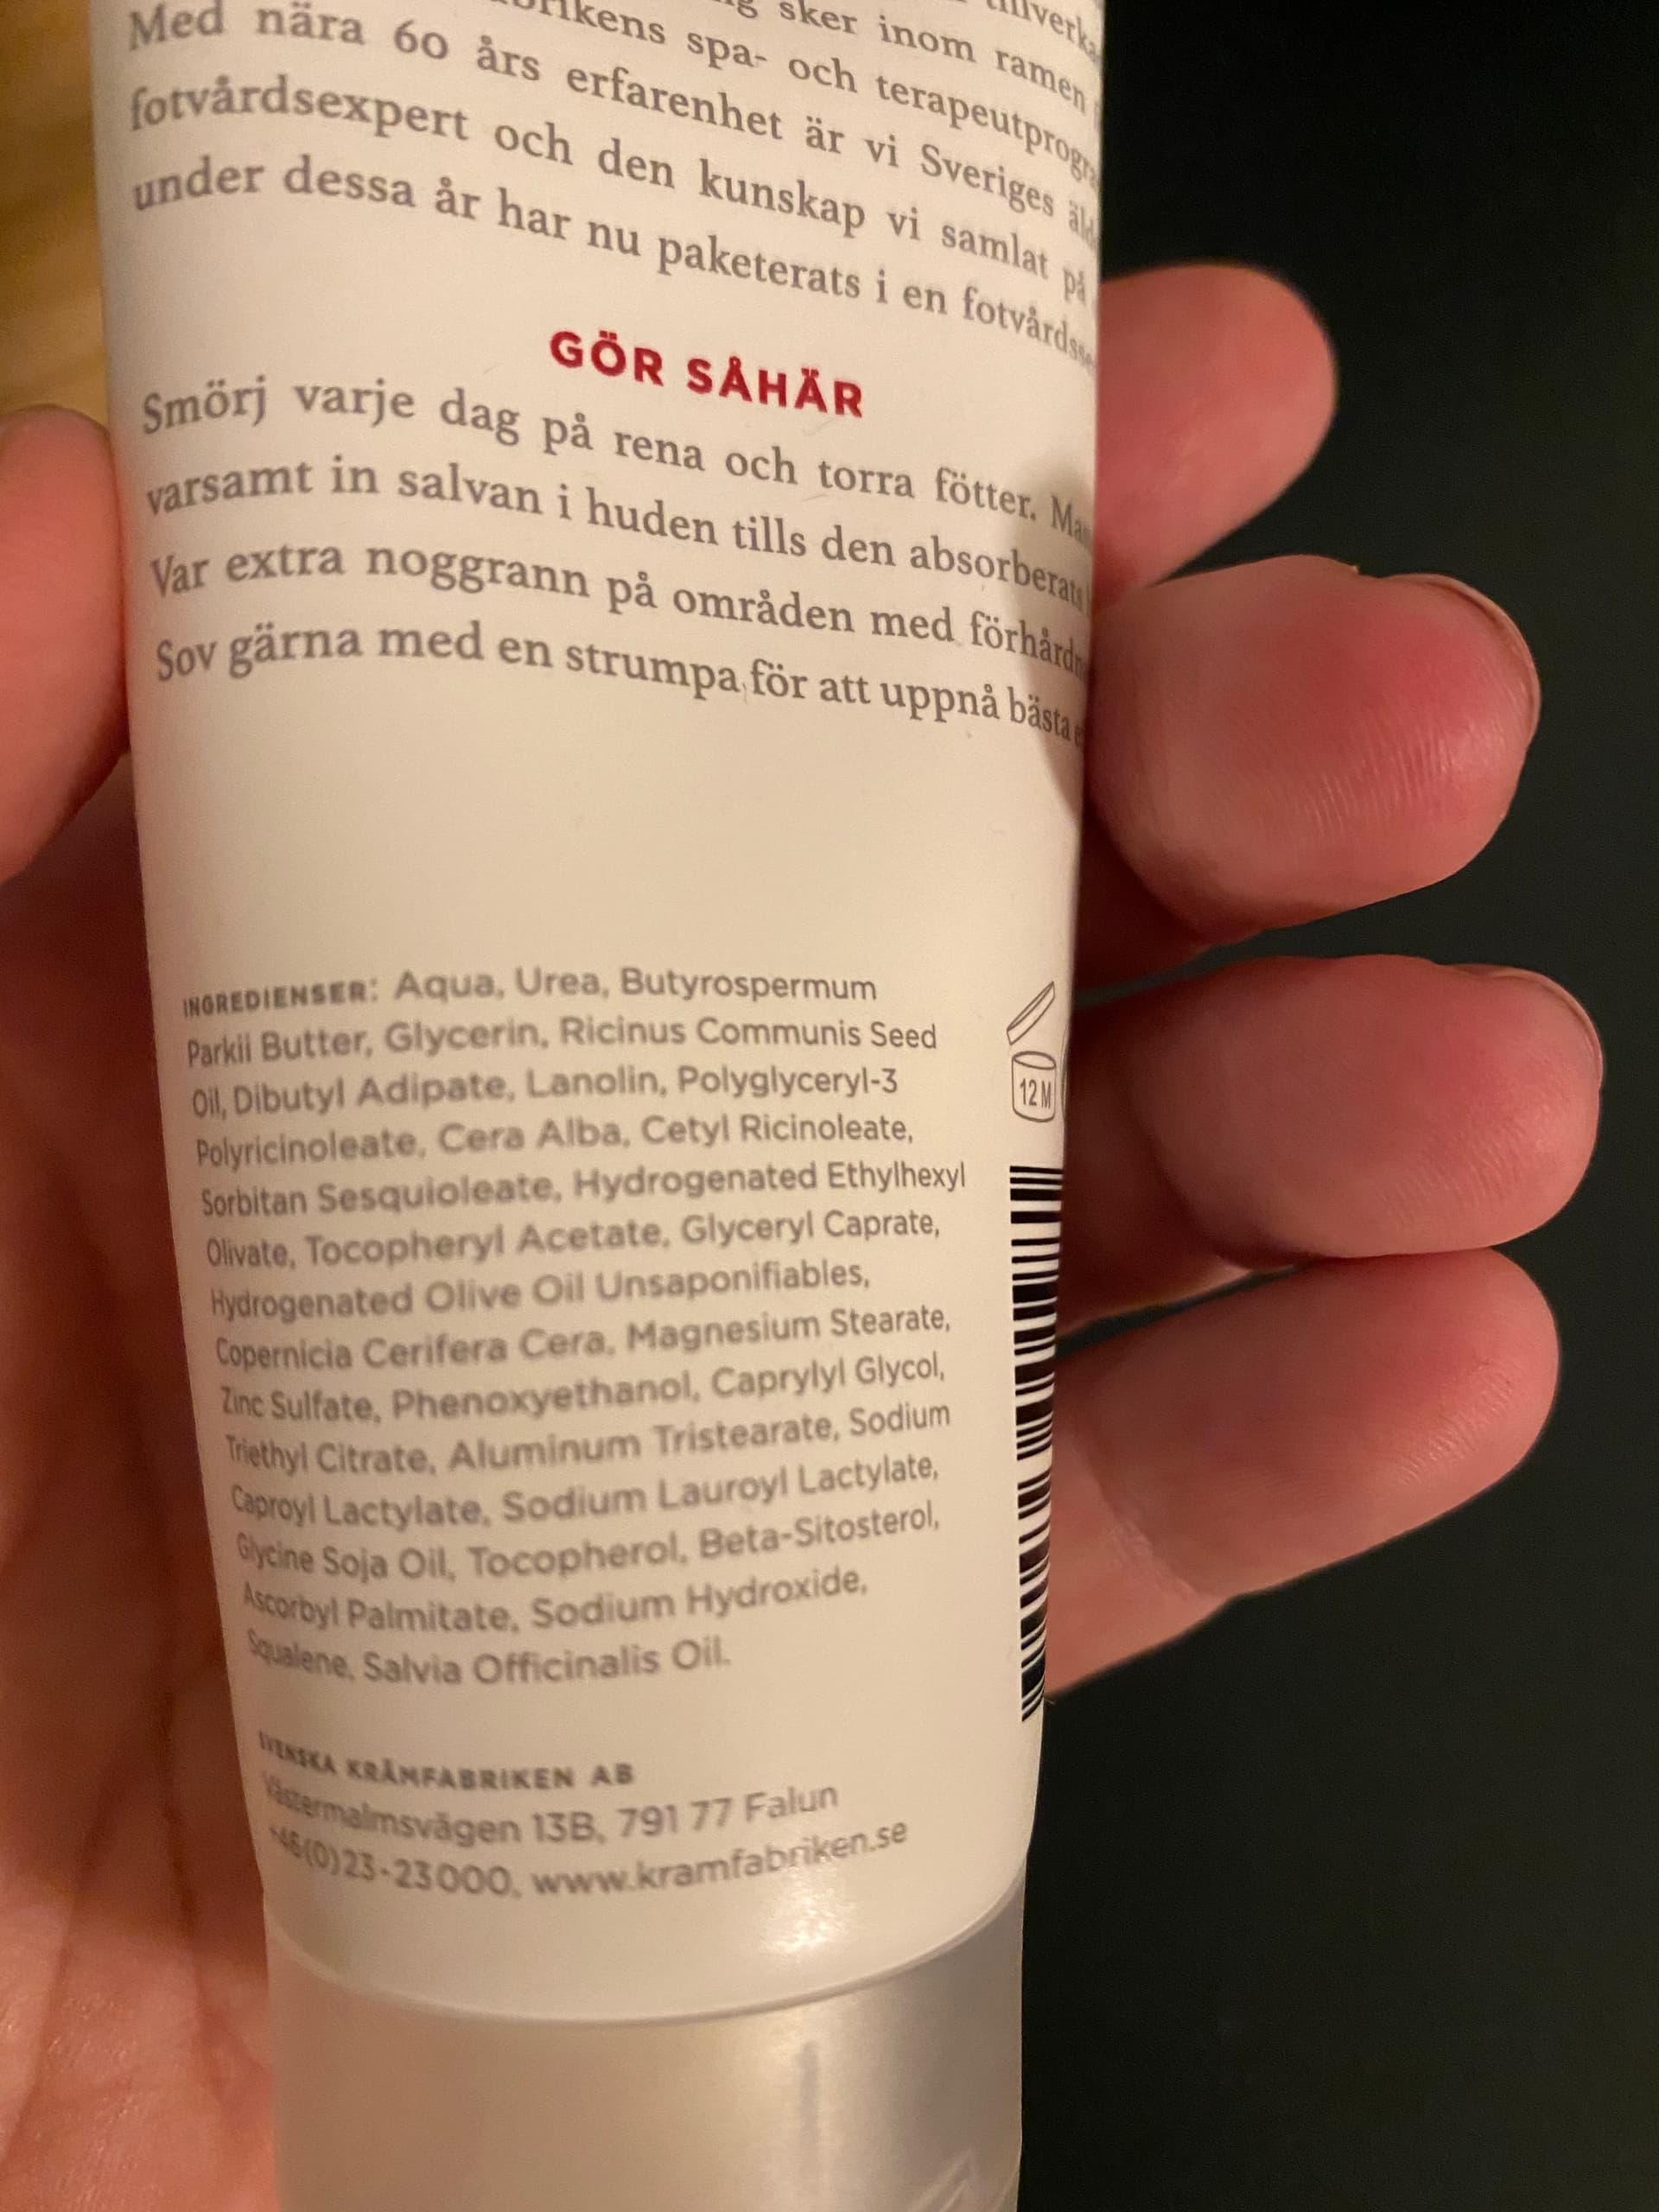 sker inom ramen
spa- och
Med nära 60 års erfarenhet är vi Sveriges
fotvårdsexpert och den kunskap vi samlat på
under dessa år har nu paketerats i en
GÖR SÅHÄR
Smörj varje dag på rena och torra fötter.
varsamt in salvan i huden tills den absorberats
Var extra noggrann på områden med
Sov gärna med en strumpa för att uppnå bästa
INGREDIENSER: Aqua, Urea, Butyrospermum
Parkii Butter, Glycerin, Ricinus Communis Seed
Oil, Dibutyl Adipate, Lanolin, Polyglyceryl-3
Polyricinoleate, Cera Alba, Cetyl Ricinoleate,
Sorbitan Sesquioleate, Hydrogenated Ethylhexyl
Olivate, Tocopheryl Acetate, Glyceryl Caprate,
Hydrogenated Olive Oil Unsaponifiables,
Copernicia Cerifera Cera, Magnesium Stearate,
Zinc Sulfate, Phenoxyethanol, Caprylyl Glycol,
Triethyl Citrate, Aluminum Tristearate, Sodium
Caproyl Lactylate, Sodium Lauroyl Lactylate,
Glycine Soja Oil, Tocopherol, Beta-Sitosterol,
Ascorbyl Palmitate, Sodium Hydroxide,
Squalene, Salvia Officinalis Oil.
12 M
SVENSKA KRÄMFABRIKEN AB
Västermalmsvägen 13B, 791 77 Falun
+46(0)23-23000, www.kramfabriken.se